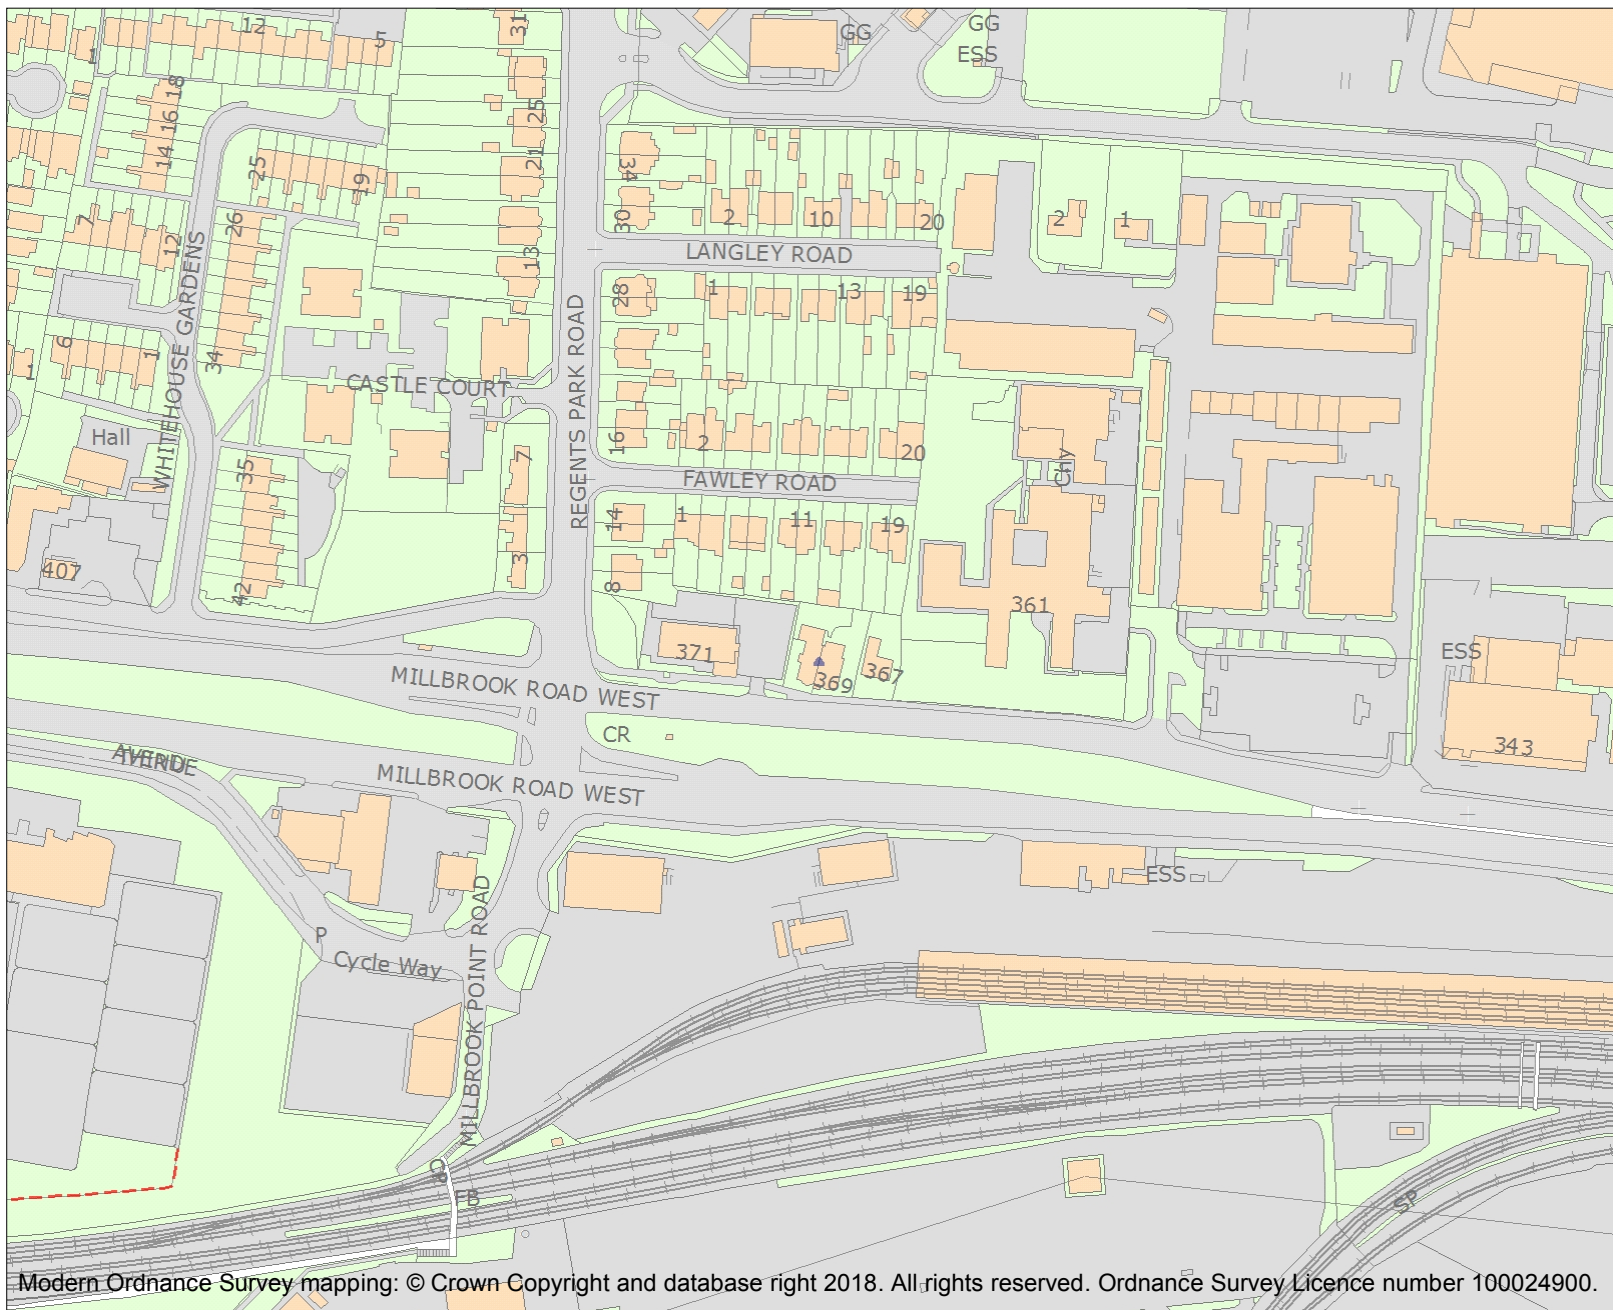 12
5
1
31
GG
GG
ESS
18
16
14
25
19
25
21
34
30
2
10
20
2
1
7
12
26
13
LANGLEY ROAD
WHITEHOUSE GARDENS
28
1
13
19
REGENTS PARK ROAD
6
1
34
1
CASTLE COURT
Hall
16
2
20
35
7
Chy
FAWLEY ROAD
14
1
11
19
407
42
3
8
361
371
369
367
ESS
MILLBROOK ROAD WEST
CR
343
AVENUE
MILLBROOK ROAD WEST
ESS
MILLBROOK POINT ROAD
P
Cycle Way
CR
FB
SP
Modern Ordnance Survey mapping: © Crown Copyright and database right 2018. All rights reserved. Ordnance Survey Licence number 100024900.